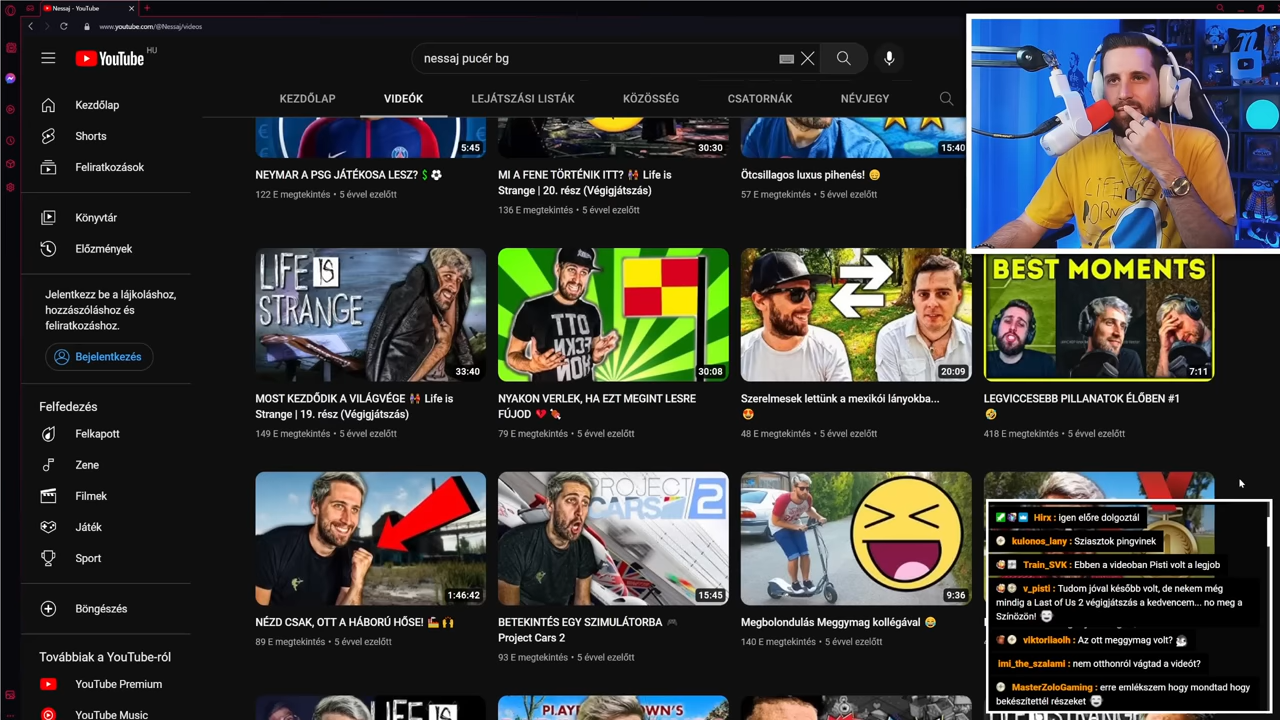 Nessaj - YouTube
www.youtube.com/@Nessaj/videos
YouTube HU
nessaj pucér bg
KEZDŐLAP VIDEÓK LEJÁTSZÁSI LISTÁK KÖZÖSSÉG CSATORNÁK NÉVJEGY
Kezdőlap
Shorts
Feliratkozások
Könyvtár
Előzmények
Jelentkezz be a lájkoláshoz,
hozzászóláshoz és
feliratkozáshoz.
Bejelentkezés
Felfedezés
Felkapott
Zene
Filmek
Játék
Sport
Böngészés
Továbbiak a YouTube-ról
YouTube Premium
YouTube Music
5:45
NEYMAR A PSG JÁTÉKOSA LESZ? 💲⚽
122 E megtekintés • 5 évvel ezelőtt
30:30
MI A FENE TÖRTÉNIK ITT? 👭 Life is
Strange | 20. rész (Végigjátszás)
136 E megtekintés • 5 évvel ezelőtt
15:40
Ötcsillagos luxus pihenés! 😑
57 E megtekintés • 5 évvel ezelőtt
LIFE IS
STRANGE
33:40
MOST KEZDŐDIK A VILÁGVÉGE 👭 Life is
Strange | 19. rész (Végigjátszás)
149 E megtekintés • 5 évvel ezelőtt
30:08
NYAKON VERLEK, HA EZT MEGINT LESRE
FÚJOD 💔
79 E megtekintés • 5 évvel ezelőtt
20:09
Szerelmesek lettünk a mexikói lányokba...
😍
48 E megtekintés • 5 évvel ezelőtt
BEST MOMENTS
7:11
LEGVICCESEBB PILLANATOK ÉLŐBEN #1
🤣
418 E megtekintés • 5 évvel ezelőtt
1:46:42
NÉZD CSAK, OTT A HÁBORÚ HŐSE!
89 E megtekintés • 5 évvel ezelőtt
PROJECT
CARS 2
15:45
BETEKINTÉS EGY SZIMULÁTORBA 🎮
Project Cars 2
93 E megtekintés • 5 évvel ezelőtt
9:36
Megbolondulás Meggymag kollégával 😂
140 E megtekintés • 5 évvel ezelőtt
Hirx : igen előre dolgoztál
kulonos_lany : Sziasztok pingvinek
Train_SVK : Ebben a videoban Pisti volt a legjob
v_pisti : Tudom jóval később volt, de nekem még
mindig a Last of Us 2 végigjátszás a kedvencem... no meg a
Színözön!
viktoriiaolh : Az ott meggymag volt?
imi_the_szalami : nem otthonról vágtad a videót?
MasterZoloGaming : erre emlékszem hogy mondtad hogy
bekészítettél részeket